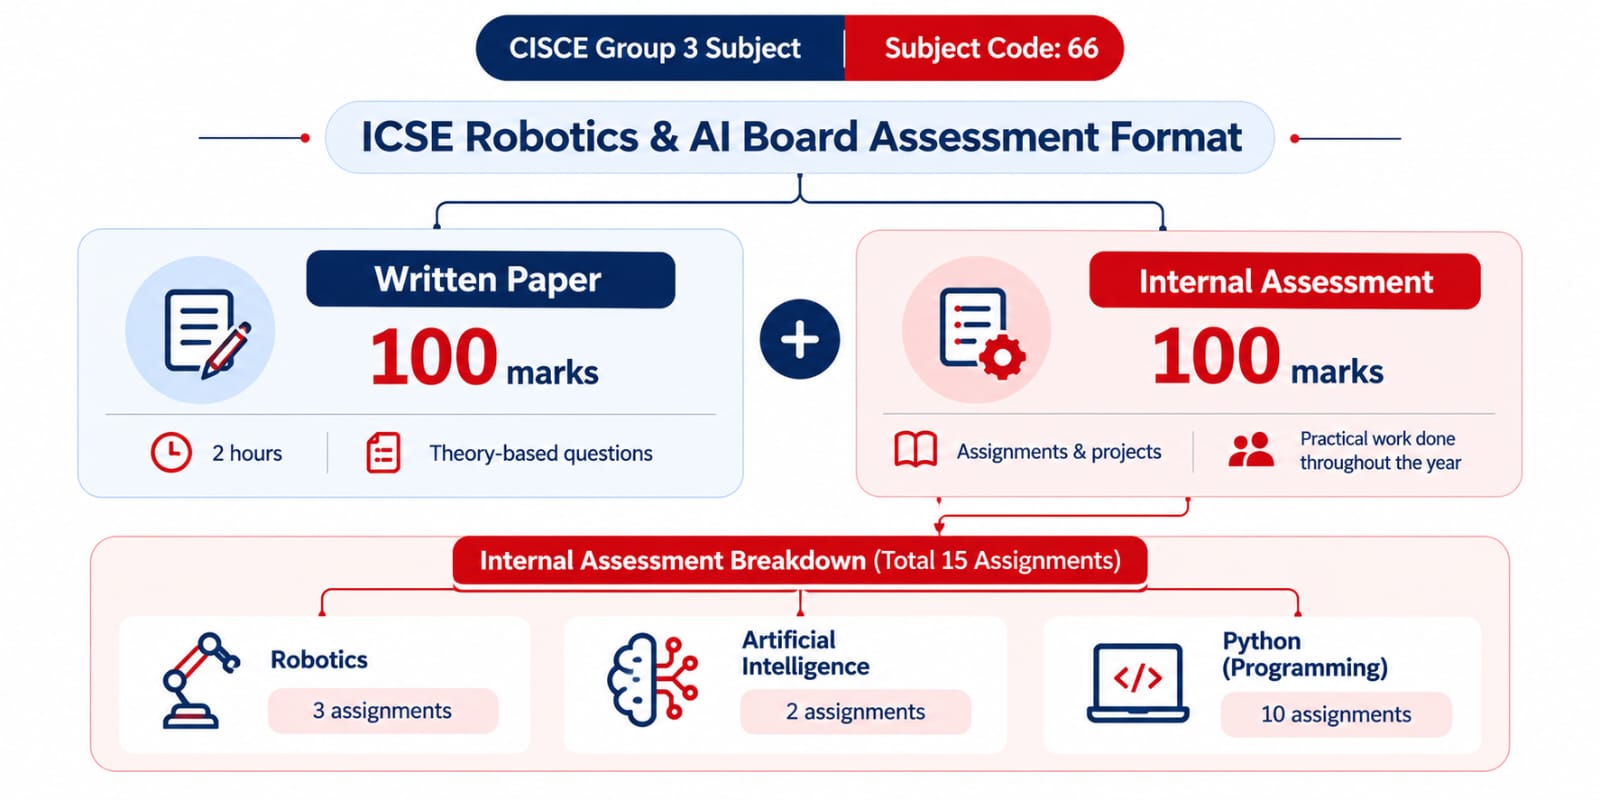 CISCE Group 3 Subject
Subject Code: 66
ICSE Robotics & AI Board Assessment Format
Written Paper
100 marks
2 hours
Theory-based questions
Internal Assessment
100 marks
Assignments & projects
Practical work done
throughout the year
Internal Assessment Breakdown (Total 15 Assignments)
Robotics
3 assignments
Artificial
Intelligence
2 assignments
Python
(Programming)
10 assignments